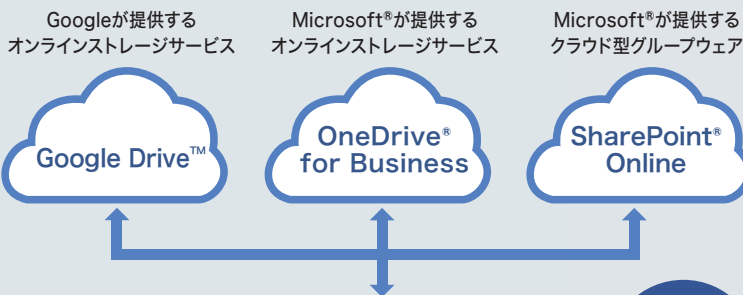 Googleが提供する
オンラインストレージサービス
Microsoft®が提供する
オンラインストレージサービス
Microsoft®が提供する
クラウド型グループウェア
Google Drive™
OneDrive®
for Business
SharePoint®
Online